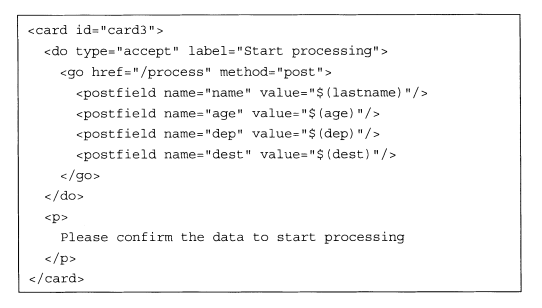 <card id="card3">
  <do type="accept" label="Start processing">
    <go href="/process" method="post">
      <postfield name="name" value="$(lastname)"/>
      <postfield name="age" value="$(age)"/>
      <postfield name="dep" value="$(dep)"/>
      <postfield name="dest" value="$(dest)"/>
    </go>
  </do>
  <p>
    Please confirm the data to start processing
  </p>
</card>